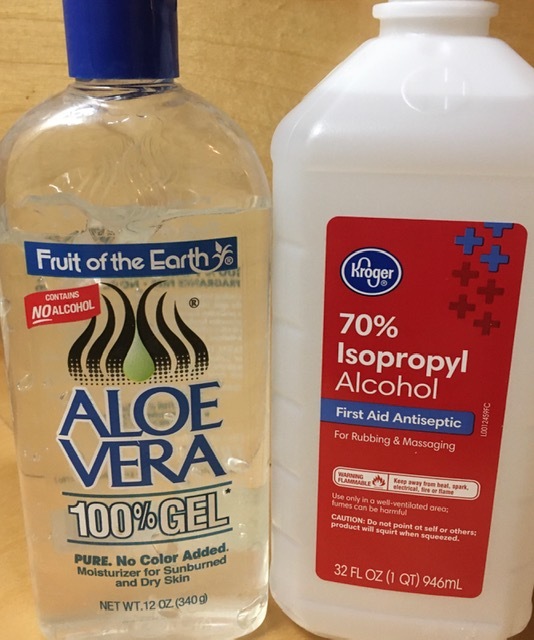 Fruit of the Earth®
CONTAINS
NO ALCOHOL
®
ALOE
VERA
100% GEL*
PURE. No Color Added.
Moisturizer for Sunburned
and Dry Skin
NET WT. 12 OZ. (340 g)
Kroger®
70%
Isopropyl
Alcohol
First Aid Antiseptic
For Rubbing & Massaging
WARNING
FLAMMABLE
Keep away from heat, spark,
electrical, fire or flame
Use only in a well-ventilated area;
fumes can be harmful
CAUTION: Do not point at self or others;
product will squirt when squeezed.
32 FL OZ (1 QT) 946mL